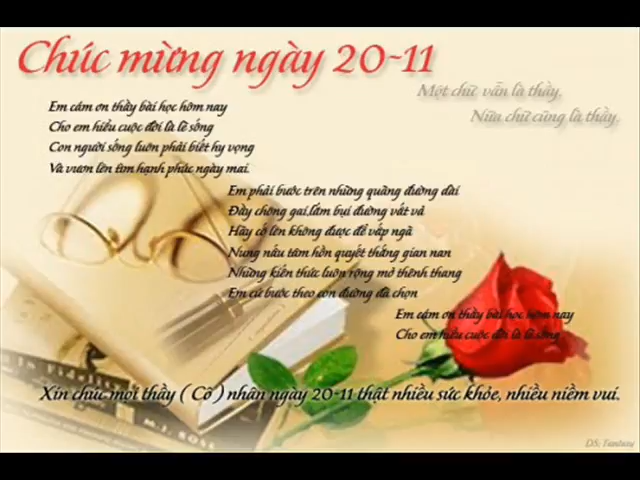 Chúc mừng ngày 20-11
Một chữ vẫn là thầy,
Nửa chữ cũng là thầy.
Em cám ơn thầy bài học hôm nay
Cho em hiểu cuộc đời là lẽ sống
Con người sống luôn phải biết hy vọng
Và vươn lên tìm hạnh phúc ngày mai.
Em phải bước trên những quãng đường dài
Đầy chông gai, lấm bụi đường vất vả
Hãy cố lên không được để vấp ngã
Nung nấu tâm hồn quyết thắng gian nan
Những kiến thức luôn rộng mở thênh thang
Em cứ bước theo con đường đã chọn
Em cám ơn thầy bài học hôm nay
Cho em hiểu cuộc đời là lẽ sống
Xin chúc mọi thầy ( Cô ) nhân ngày 20-11 thật nhiều sức khỏe, nhiều niềm vui.
M. J. ROSS
DS: Fantasy